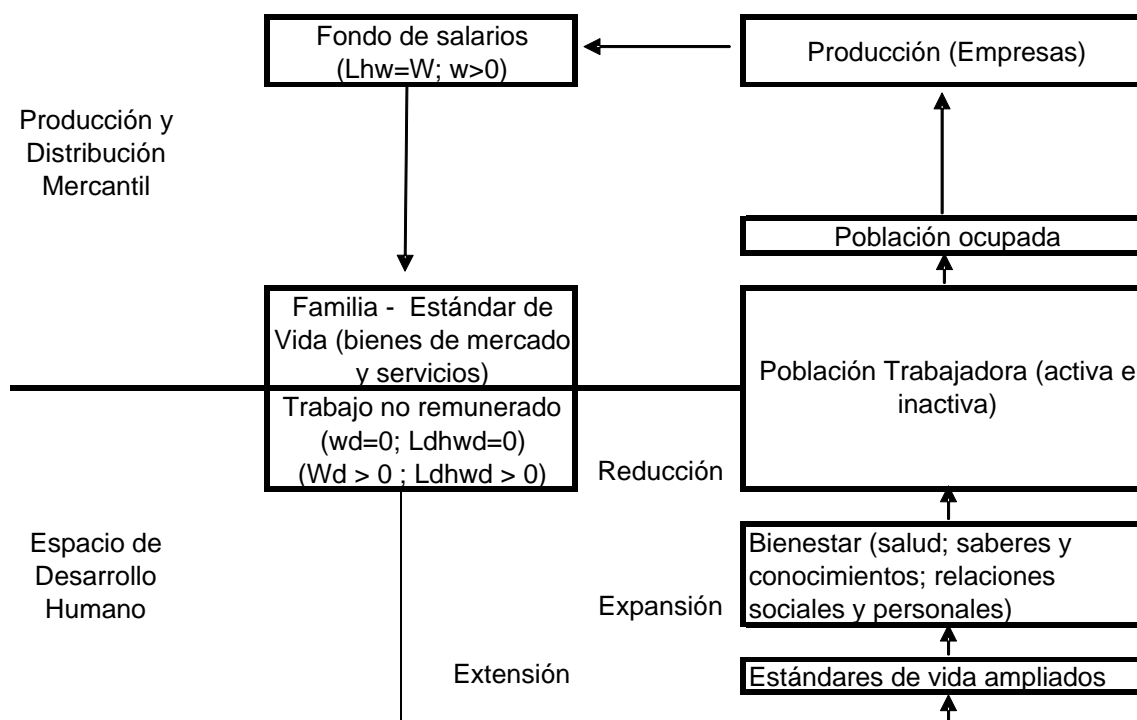 Fondo de salarios
(Lhw=W; w>0)
Producción (Empresas)
Producción y
Distribución
Mercantil
Población ocupada
Familia - Estándar de
Vida (bienes de mercado
y servicios)
Población Trabajadora (activa e
inactiva)
Trabajo no remunerado
(wd=0; Ldhwd=0)
(Wd > 0 ; Ldhwd > 0)
Reducción
Espacio de
Desarrollo
Humano
Bienestar (salud; saberes y
conocimientos; relaciones
sociales y personales)
Expansión
Extensión
Estándares de vida ampliados